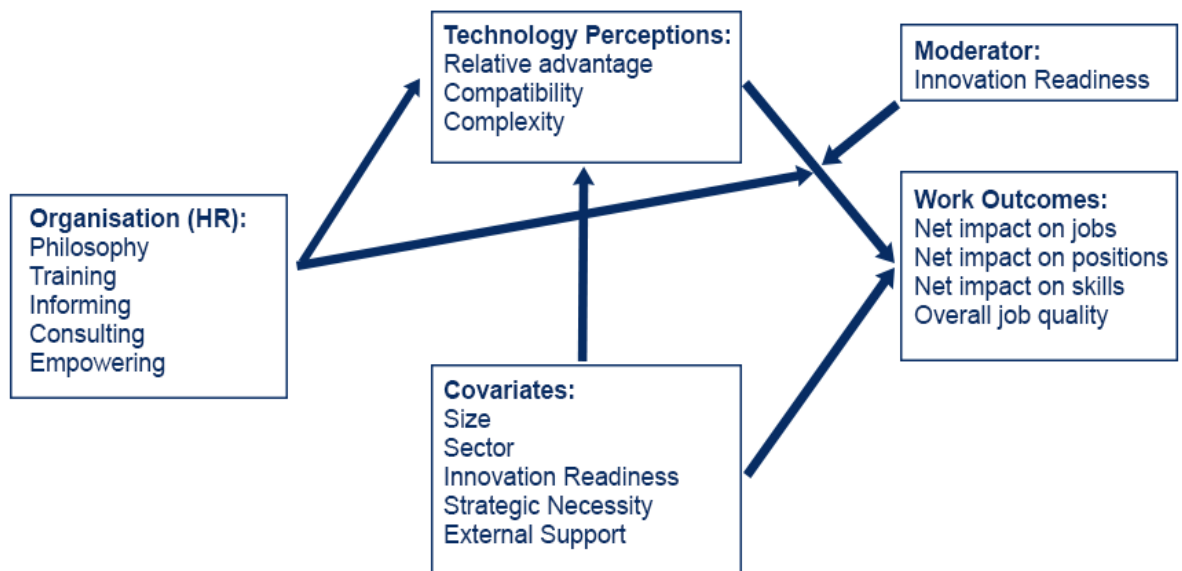 Technology Perceptions:
Relative advantage
Compatibility
Complexity
Moderator:
Innovation Readiness
Organisation (HR):
Philosophy
Training
Informing
Consulting
Empowering
Work Outcomes:
Net impact on jobs
Net impact on positions
Net impact on skills
Overall job quality
Covariates:
Size
Sector
Innovation Readiness
Strategic Necessity
External Support